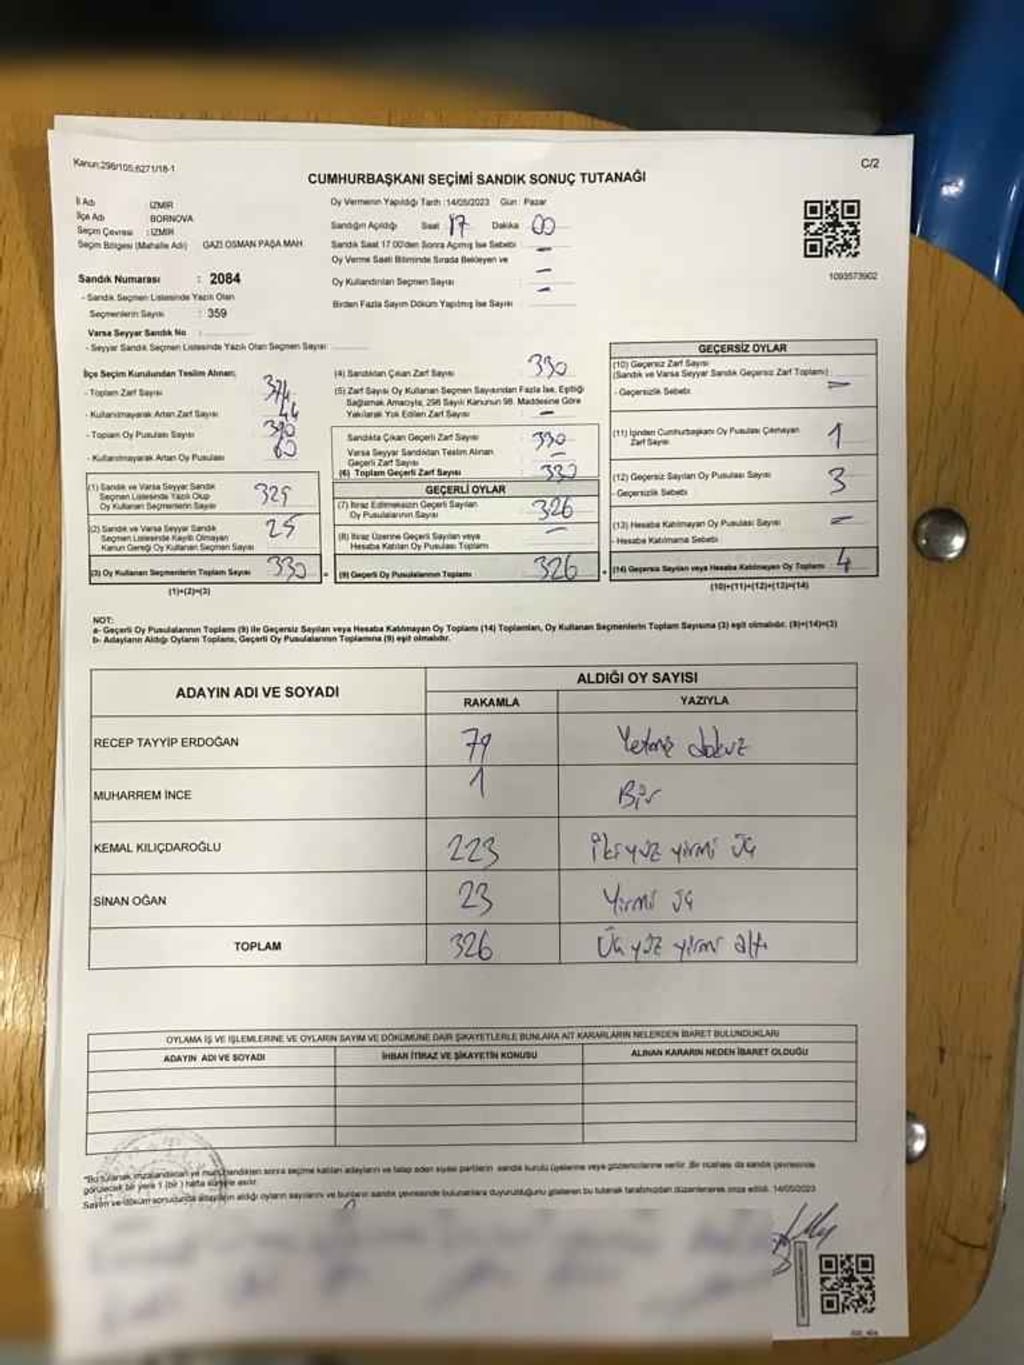 Kanun:298/105,6271/18-1
C/2
CUMHURBAŞKANI SEÇİMİ SANDIK SONUÇ TUTANAĞI
İl Adı : İZMİR
İlçe Adı : BORNOVA
Seçim Çevresi : İZMİR
Seçim Bölgesi (Mahalle Adı) GAZİ OSMAN PAŞA MAH.
Sandık Numarası : 2084
- Sandık Seçmen Listesinde Yazılı Olan
Seçmenlerin Sayısı : 359
Varsa Seyyar Sandık No :
- Seyyar Sandık Seçmen Listesinde Yazılı Olan Seçmen Sayısı
Oy Vermenin Yapıldığı Tarih :14/05/2023 Gün : Pazar
Sandığın Açıldığı Saat 17 Dakika 00
Sandık Saat 17.00'den Sonra Açılmış İse Sebebi : -
Oy Verme Saati Bitiminde Sırada Bekleyen ve
Oy Kullandırılan Seçmen Sayısı -
Birden Fazla Sayım Döküm Yapılmış İse Sayısı -
1093573902
İlçe Seçim Kurulundan Teslim Alınan;
- Toplam Zarf Sayısı
- Kullanılmayarak Artan Zarf Sayısı 44
- Toplam Oy Pusulası Sayısı 390
- Kullanılmayarak Artan Oy Pusulası 60
(1) Sandık ve Varsa Seyyar Sandık
Seçmen Listesinde Yazılı Olup
Oy Kullanan Seçmenlerin Sayısı
(2) Sandık ve Varsa Seyyar Sandık
Seçmen Listesinde Kayıtlı Olmayan
Kanun Gereği Oy Kullanan Seçmen Sayısı
(3) Oy Kullanan Seçmenlerin Toplam Sayısı 330
(1)+(2)=(3)
(4) Sandıktan Çıkan Zarf Sayısı 330
(5) Zarf Sayısı Oy Kullanan Seçmen Sayısından Fazla İse, Eşitliği
Sağlamak Amacıyla, 298 Sayılı Kanunun 98. Maddesine Göre
Yakılarak Yok Edilen Zarf Sayısı -
Sandıkta Çıkan Geçerli Zarf Sayısı 330
Varsa Seyyar Sandıktan Teslim Alınan
Geçerli Zarf Sayısı -
(6) Toplam Geçerli Zarf Sayısı 330
GEÇERLİ OYLAR
(7) İtiraz Edilmeksizin Geçerli Sayılan
Oy Pusulalarının Sayısı 326
(8) İtiraz Üzerine Geçerli Sayılan veya
Hesaba Katılan Oy Pusulası Toplamı -
(9) Geçerli Oy Pusulalarının Toplamı 326
GEÇERSİZ OYLAR
(10) Geçersiz Zarf Sayısı
(Sandık ve Varsa Seyyar Sandık Geçersiz Zarf Toplamı)
- Geçersizlik Sebebi
(11) İçinden Cumhurbaşkanı Oy Pusulası Çıkmayan
Zarf Sayısı 1
(12) Geçersiz Sayılan Oy Pusulası Sayısı 3
- Geçersizlik Sebebi
(13) Hesaba Katılmayan Oy Pusulası Sayısı
- Hesaba Katılmama Sebebi
(14) Geçersiz Sayılan veya Hesaba Katılmayan Oy Toplamı 4
(10)+(11)+(12)+(13)=(14)
NOT:
a- Geçerli Oy Pusulalarının Toplamı (9) ile Geçersiz Sayılan veya Hesaba Katılmayan Oy Toplamı (14) Toplamları, Oy Kullanan Seçmenlerin Toplam Sayısına (3) eşit olmalıdır. (9)+(14)=(3)
b- Adayların Aldığı Oyların Toplamı, Geçerli Oy Pusulalarının Toplamına (9) eşit olmalıdır.
ADAYIN ADI VE SOYADI ALDIĞI OY SAYISI
RAKAMLA YAZIYLA
RECEP TAYYİP ERDOĞAN 79 Yetmiş dokuz
MUHARREM İNCE 1 Bir
KEMAL KILIÇDAROĞLU 223 İkiyüz yirmi üç
SİNAN OĞAN 23 Yirmi üç
TOPLAM 326 Üç yüz yirmi altı
OYLAMA İŞ VE İŞLEMLERİNE VE OYLARIN SAYIM VE DÖKÜMÜNE DAİR ŞİKAYETLERLE BUNLARA AİT KARARLARIN NELERDEN İBARET BULUNDUKLARI
ADAYIN ADI VE SOYADI İHBAR İTİRAZ VE ŞİKAYETİN KONUSU ALINAN KARARIN NEDEN İBARET OLDUĞU
"Bu tutanak imzalandıktan ve mühürlendikten sonra seçime katılan adayların ve talep eden siyasi partilerin sandık kurulu üyelerine veya gözlemcilerine verilir. Bir nüshası da sandık çevresinde
görülecek bir yere 1 (bir) hafta süreyle asılır.
Sayım ve döküm sonucunda adayların aldığı oyların sayılarını ve bunların sandık çevresinde bulunanlara duyurulduğunu gösteren bu tutanak tarafımızdan düzenlenerek imza edildi. 14/05/2023